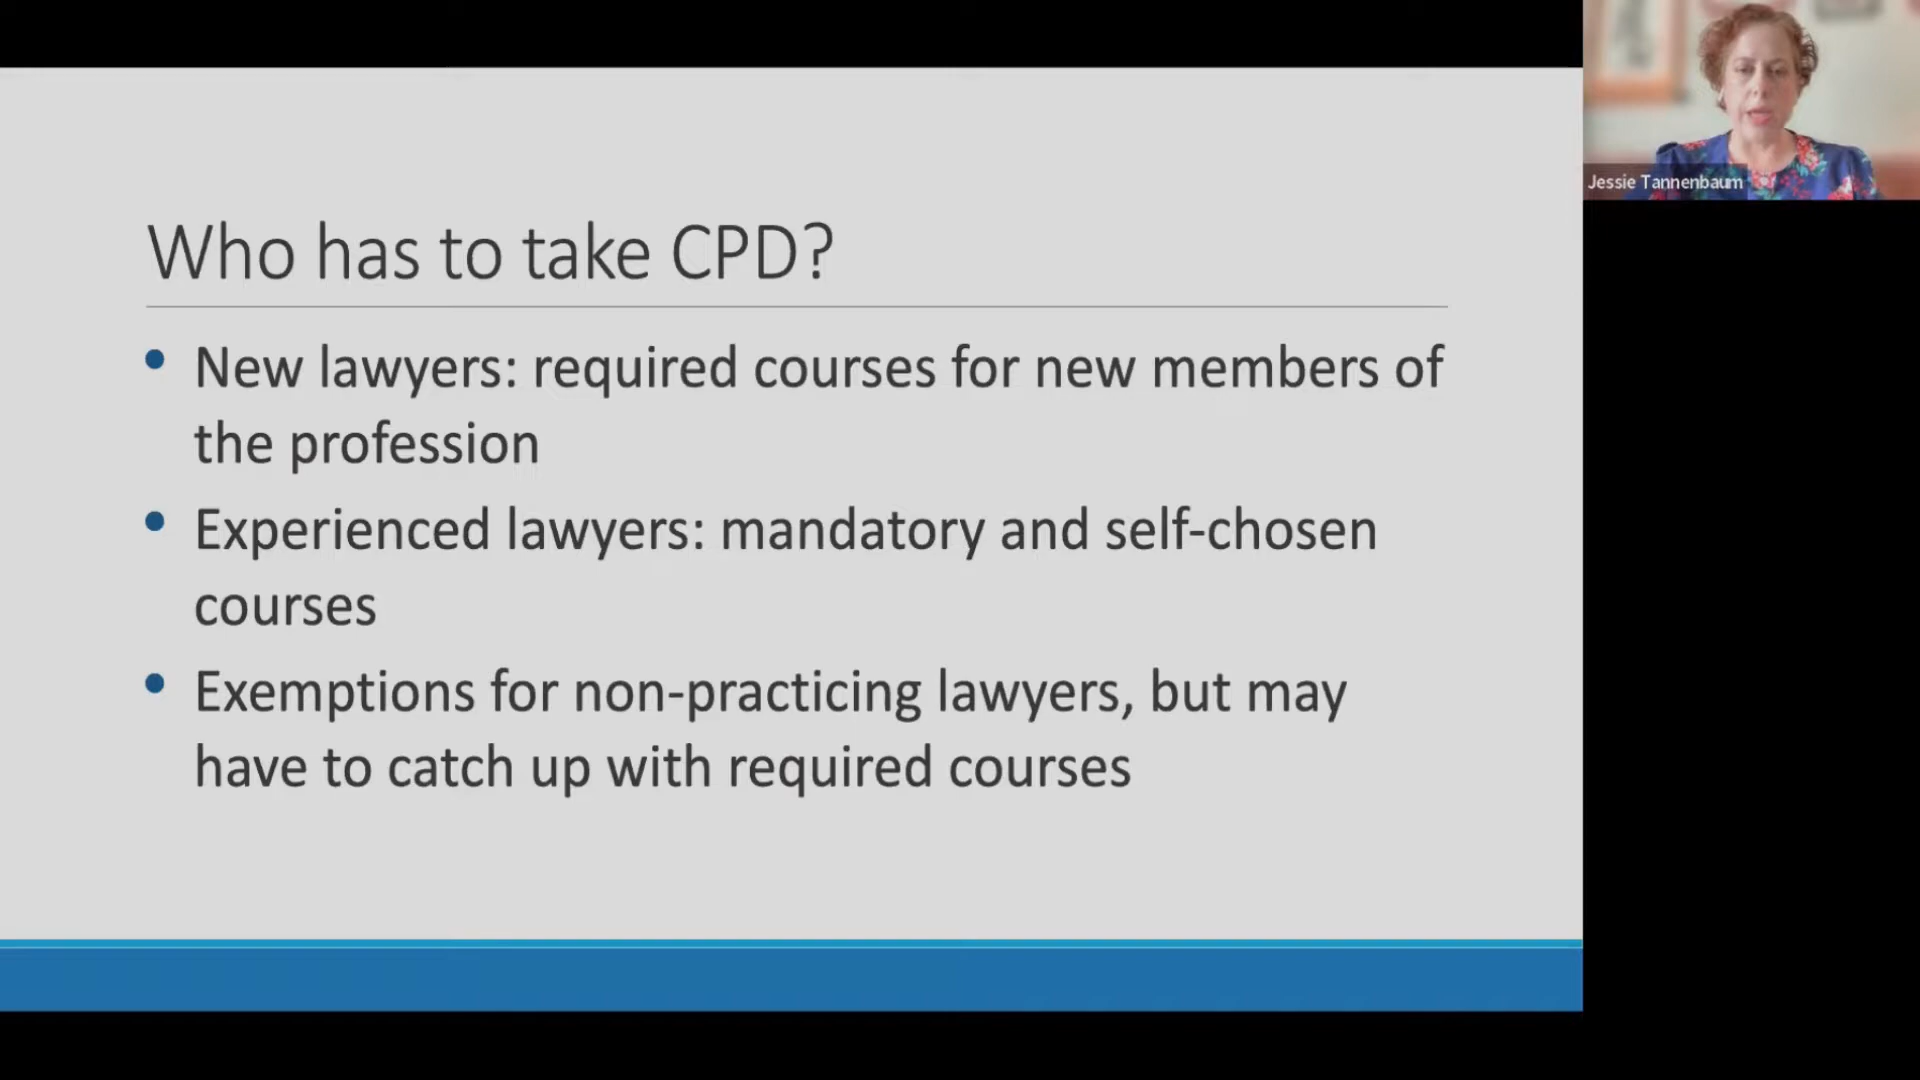 Who has to take CPD?
• New lawyers: required courses for new members of
the profession
• Experienced lawyers: mandatory and self-chosen
courses
• Exemptions for non-practicing lawyers, but may
have to catch up with required courses
Jessie Tannenbaum